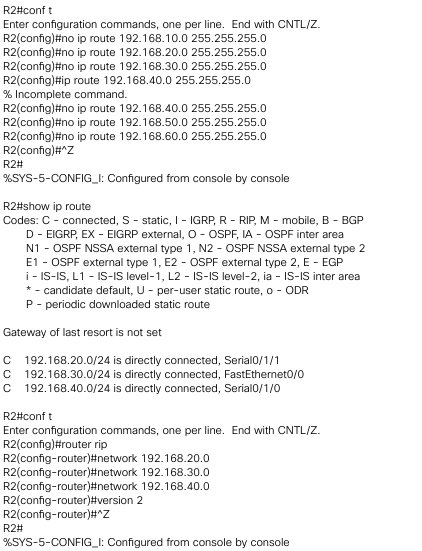 R2#conf t
Enter configuration commands, one per line.  End with CNTL/Z.
R2(config)#no ip route 192.168.10.0 255.255.255.0
R2(config)#no ip route 192.168.20.0 255.255.255.0
R2(config)#no ip route 192.168.30.0 255.255.255.0
R2(config)#ip route 192.168.40.0 255.255.255.0
% Incomplete command.
R2(config)#no ip route 192.168.40.0 255.255.255.0
R2(config)#no ip route 192.168.50.0 255.255.255.0
R2(config)#no ip route 192.168.60.0 255.255.255.0
R2(config)#^Z
R2#
%SYS-5-CONFIG_I: Configured from console by console
R2#show ip route
Codes: C - connected, S - static, I - IGRP, R - RIP, M - mobile, B - BGP
D - EIGRP, EX - EIGRP external, O - OSPF, IA - OSPF inter area
N1 - OSPF NSSA external type 1, N2 - OSPF NSSA external type 2
E1 - OSPF external type 1, E2 - OSPF external type 2, E - EGP
i - IS-IS, L1 - IS-IS level-1, L2 - IS-IS level-2, ia - IS-IS inter area
* - candidate default, U - per-user static route, o - ODR
P - periodic downloaded static route
Gateway of last resort is not set
C    192.168.20.0/24 is directly connected, Serial0/1/1
C    192.168.30.0/24 is directly connected, FastEthernet0/0
C    192.168.40.0/24 is directly connected, Serial0/1/0
R2#conf t
Enter configuration commands, one per line.  End with CNTL/Z.
R2(config)#router rip
R2(config-router)#network 192.168.20.0
R2(config-router)#network 192.168.30.0
R2(config-router)#network 192.168.40.0
R2(config-router)#version 2
R2(config-router)#^Z
R2#
%SYS-5-CONFIG_I: Configured from console by console